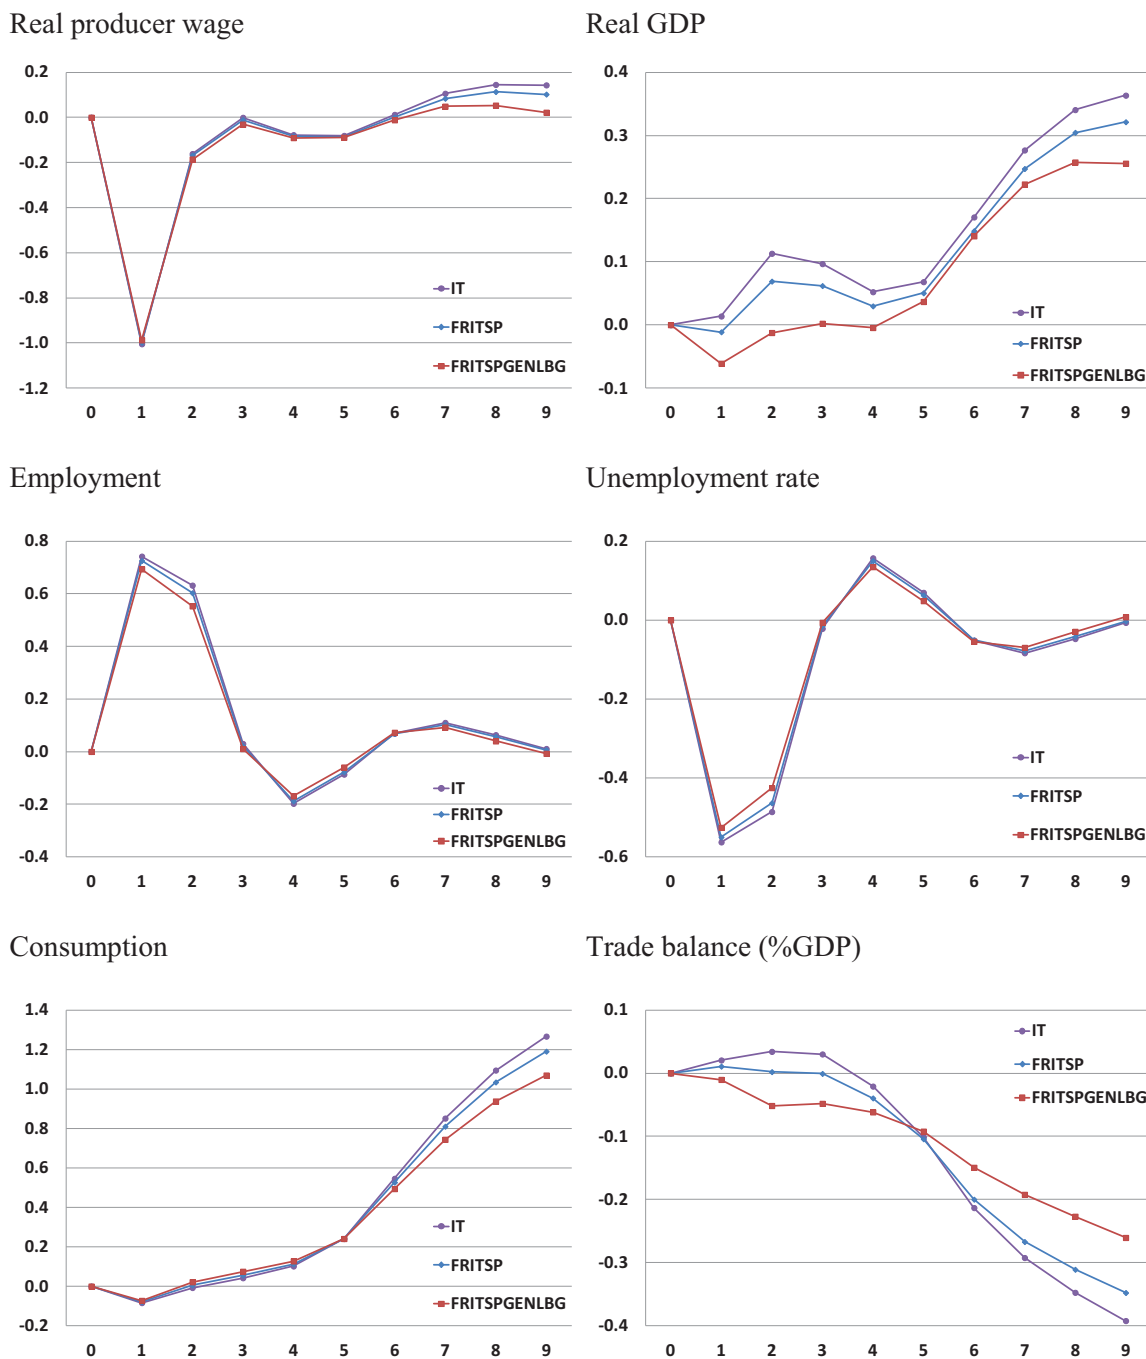 Real producer wage
0.2
0.0
-0.2
-0.4
-0.6
-0.8
-1.0
-1.2
IT
FRITSP
FRITSPGENLBG
0 1 2 3 4 5 6 7 8 9
Real GDP
0.4
0.3
0.2
0.1
0.0
-0.1
IT
FRITSP
FRITSPGENLBG
0 1 2 3 4 5 6 7 8 9
Employment
0.8
0.6
0.4
0.2
0.0
-0.2
-0.4
IT
FRITSP
FRITSPGENLBG
0 1 2 3 4 5 6 7 8 9
Unemployment rate
0.2
0.0
-0.2
-0.4
-0.6
IT
FRITSP
FRITSPGENLBG
0 1 2 3 4 5 6 7 8 9
Consumption
1.4
1.2
1.0
0.8
0.6
0.4
0.2
0.0
-0.2
IT
FRITSP
FRITSPGENLBG
0 1 2 3 4 5 6 7 8 9
Trade balance (%GDP)
0.1
0.0
-0.1
-0.2
-0.3
-0.4
IT
FRITSP
FRITSPGENLBG
0 1 2 3 4 5 6 7 8 9